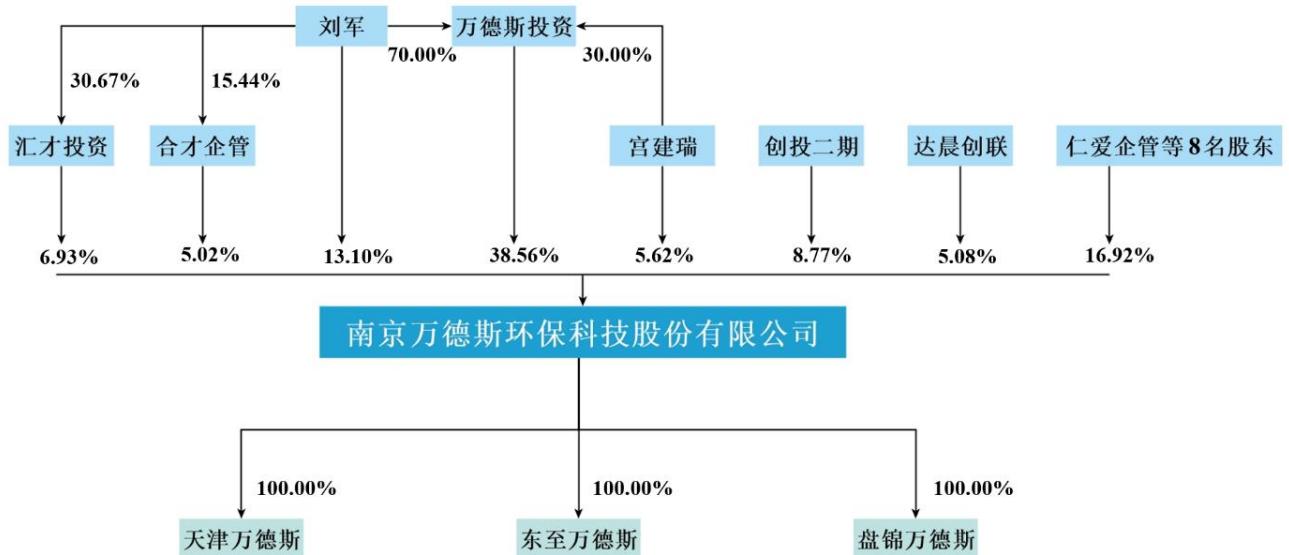 刘军
万德斯投资
70.00%
30.00%
30.67%
15.44%
汇才投资
合才企管
宫建瑞
创投二期
达晨创联
仁爱企管等8名股东
6.93%
5.02%
13.10%
38.56%
5.62%
8.77%
5.08%
16.92%
南京万德斯环保科技股份有限公司
100.00%
100.00%
100.00%
天津万德斯
东至万德斯
盘锦万德斯